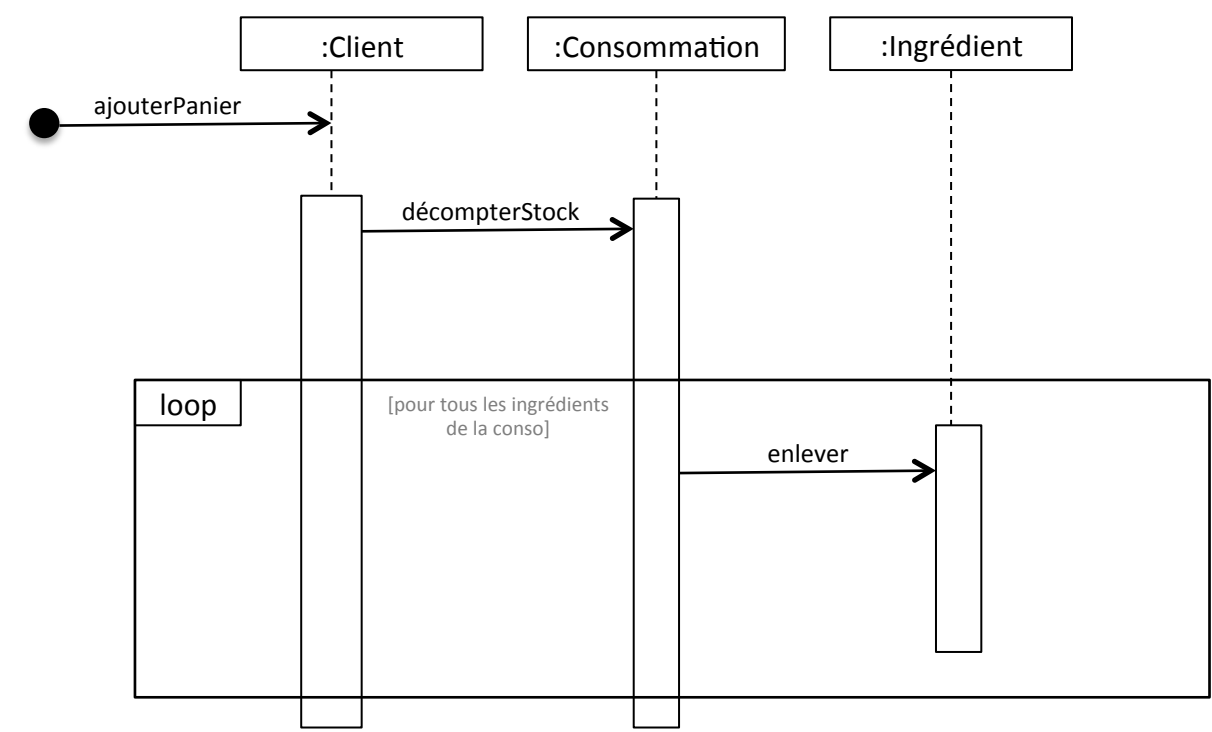 :Client
:Consommation
:Ingrédient
ajouterPanier
décompterStock
loop
[pour tous les ingrédients
de la conso]
enlever